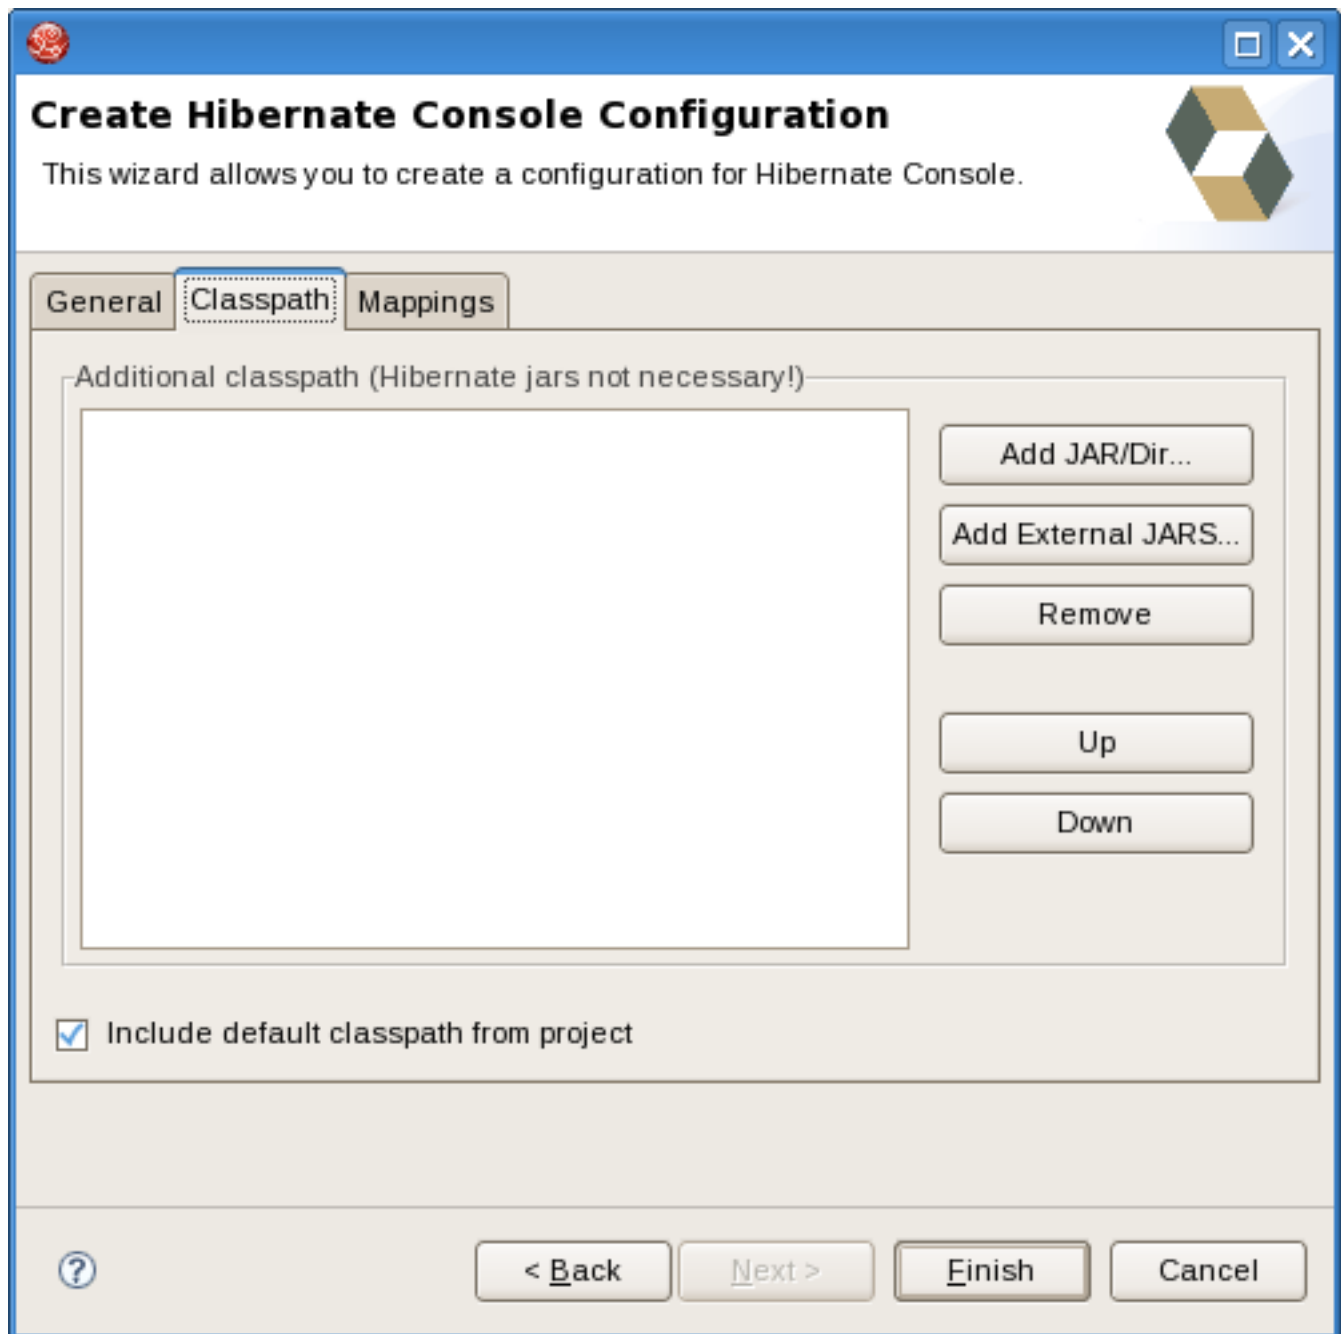 Create Hibernate Console Configuration
This wizard allows you to create a configuration for Hibernate Console.
General Classpath Mappings
Additional classpath (Hibernate jars not necessary!)
Add JAR/Dir...
Add External JARS...
Remove
Up
Down
Include default classpath from project
? < Back Next > Finish Cancel